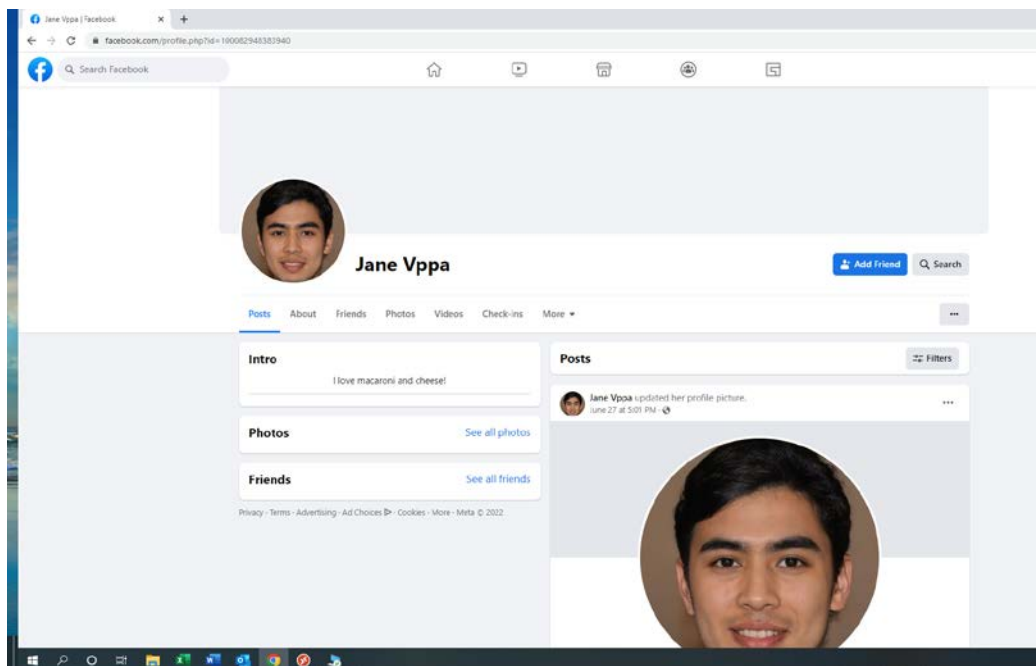 Jane Vppa | Facebook
facebook.com/profile.php?id=100082948383940
Search Facebook
Jane Vppa
Add Friend
Search
Posts About Friends Photos Videos Check-ins More
Intro
I love macaroni and cheese!
Photos
See all photos
Friends
See all friends
Privacy · Terms · Advertising · Ad Choices · Cookies · More · Meta © 2022
Posts
Filters
Jane Vppa updated her profile picture.
June 27 at 5:01 PM